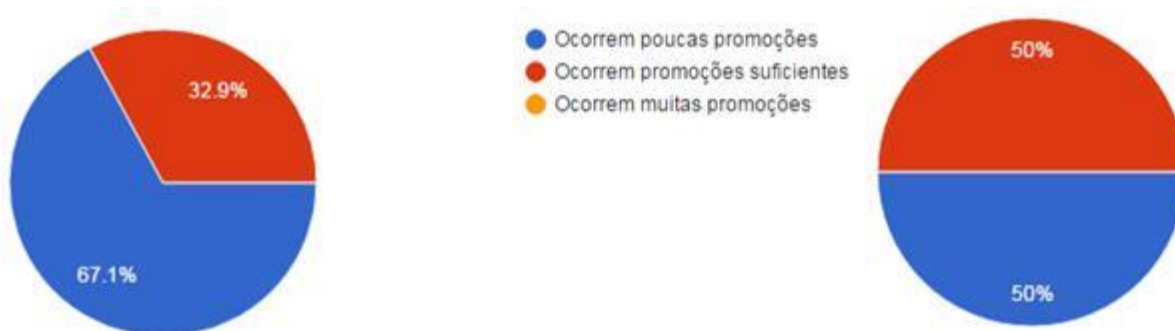 32.9%
67.1%
Ocorrem poucas promoções
Ocorrem promoções suficientes
Ocorrem muitas promoções
50%
50%